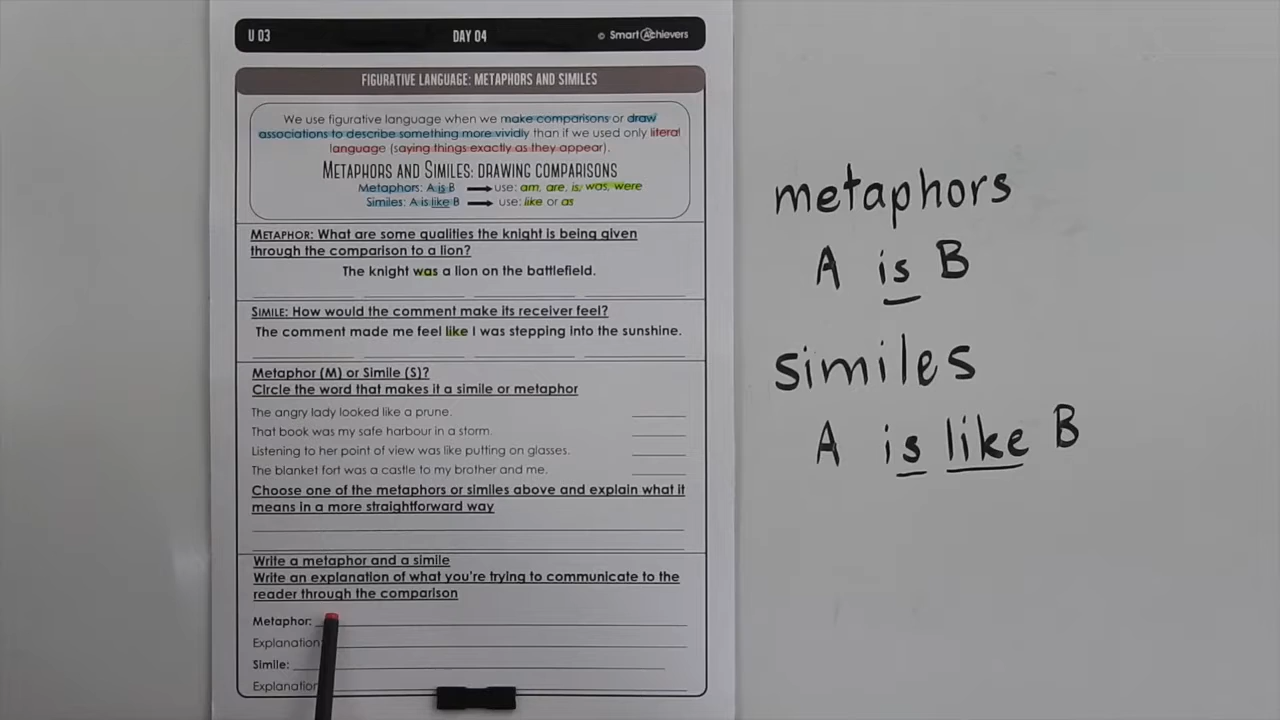 U 03 DAY 04 © Smart Achievers
FIGURATIVE LANGUAGE: METAPHORS AND SIMILES
We use figurative language when we make comparisons or draw
associations to describe something more vividly than if we used only literal
language (saying things exactly as they appear).
METAPHORS AND SIMILES: DRAWING COMPARISONS
Metaphors: A is B → use: am, are, is, was, were
Similes: A is like B → use: like or as
METAPHOR: What are some qualities the knight is being given
through the comparison to a lion?
The knight was a lion on the battlefield.
SIMILE: How would the comment make its receiver feel?
The comment made me feel like I was stepping into the sunshine.
Metaphor (M) or Simile (S)?
Circle the word that makes it a simile or metaphor
The angry lady looked like a prune.
That book was my safe harbour in a storm.
Listening to her point of view was like putting on glasses.
The blanket fort was a castle to my brother and me.
Choose one of the metaphors or similes above and explain what it
means in a more straightforward way
Write a metaphor and a simile
Write an explanation of what you're trying to communicate to the
reader through the comparison
Metaphor:
Explanation:
Simile:
Explanation
metaphors
A is B
similes
A is like B